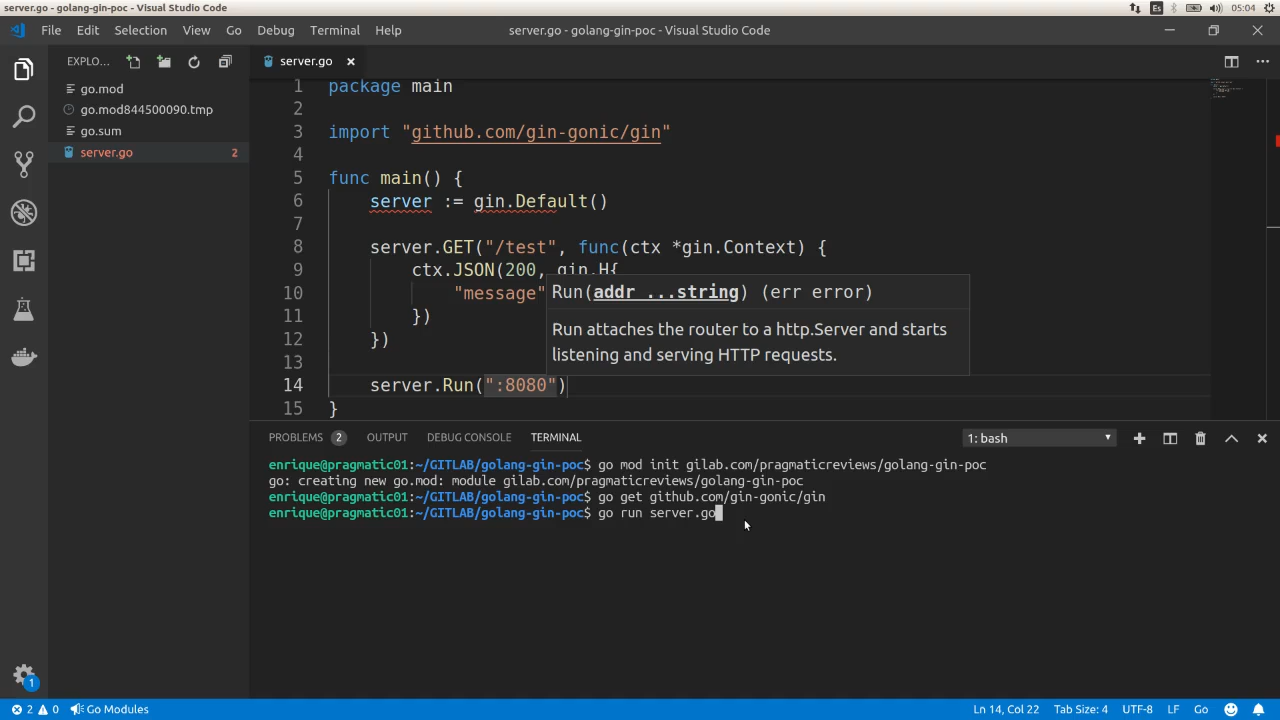 server.go - golang-gin-poc - Visual Studio Code
Es
05:04
File Edit Selection View Go Debug Terminal Help
server.go - golang-gin-poc - Visual Studio Code
EXPLO...
server.go
go.mod
go.mod844500090.tmp
go.sum
server.go 2
1 package main
2
3 import "github.com/gin-gonic/gin"
4
5 func main() {
6 server := gin.Default()
7
8 server.GET("/test", func(ctx *gin.Context) {
9 ctx.JSON(200, gin.H{
10 "message"
11 })
12 })
13
14 server.Run(":8080")
15 }
Run(addr ...string) (err error)
Run attaches the router to a http.Server and starts
listening and serving HTTP requests.
PROBLEMS 2 OUTPUT DEBUG CONSOLE TERMINAL
1: bash
enrique@pragmatic01:~/GITLAB/golang-gin-poc$ go mod init gilab.com/pragmaticreviews/golang-gin-poc
go: creating new go.mod: module gilab.com/pragmaticreviews/golang-gin-poc
enrique@pragmatic01:~/GITLAB/golang-gin-poc$ go get github.com/gin-gonic/gin
enrique@pragmatic01:~/GITLAB/golang-gin-poc$ go run server.go
1
2 0 Go Modules
Ln 14, Col 22 Tab Size: 4 UTF-8 LF Go